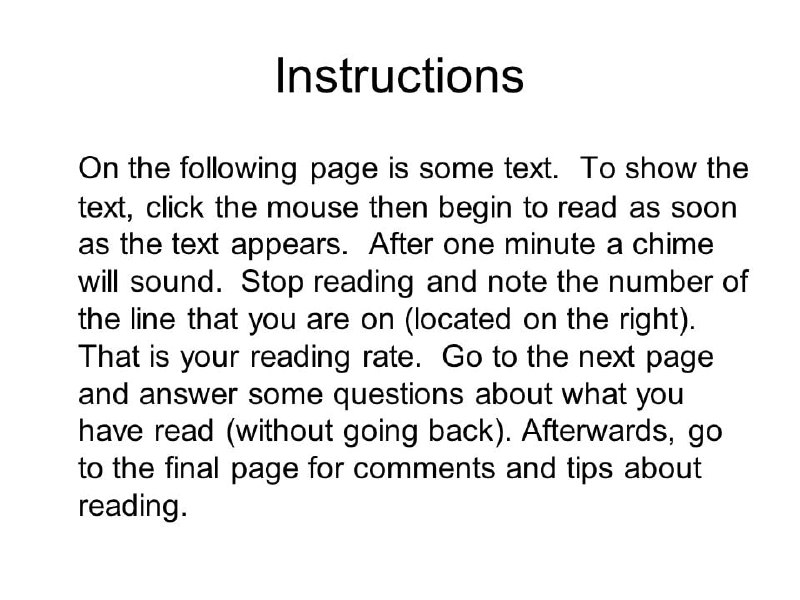 Instructions
On the following page is some text.  To show the
text, click the mouse then begin to read as soon
as the text appears.  After one minute a chime
will sound.  Stop reading and note the number of
the line that you are on (located on the right).
That is your reading rate.  Go to the next page
and answer some questions about what you
have read (without going back). Afterwards, go
to the final page for comments and tips about
reading.